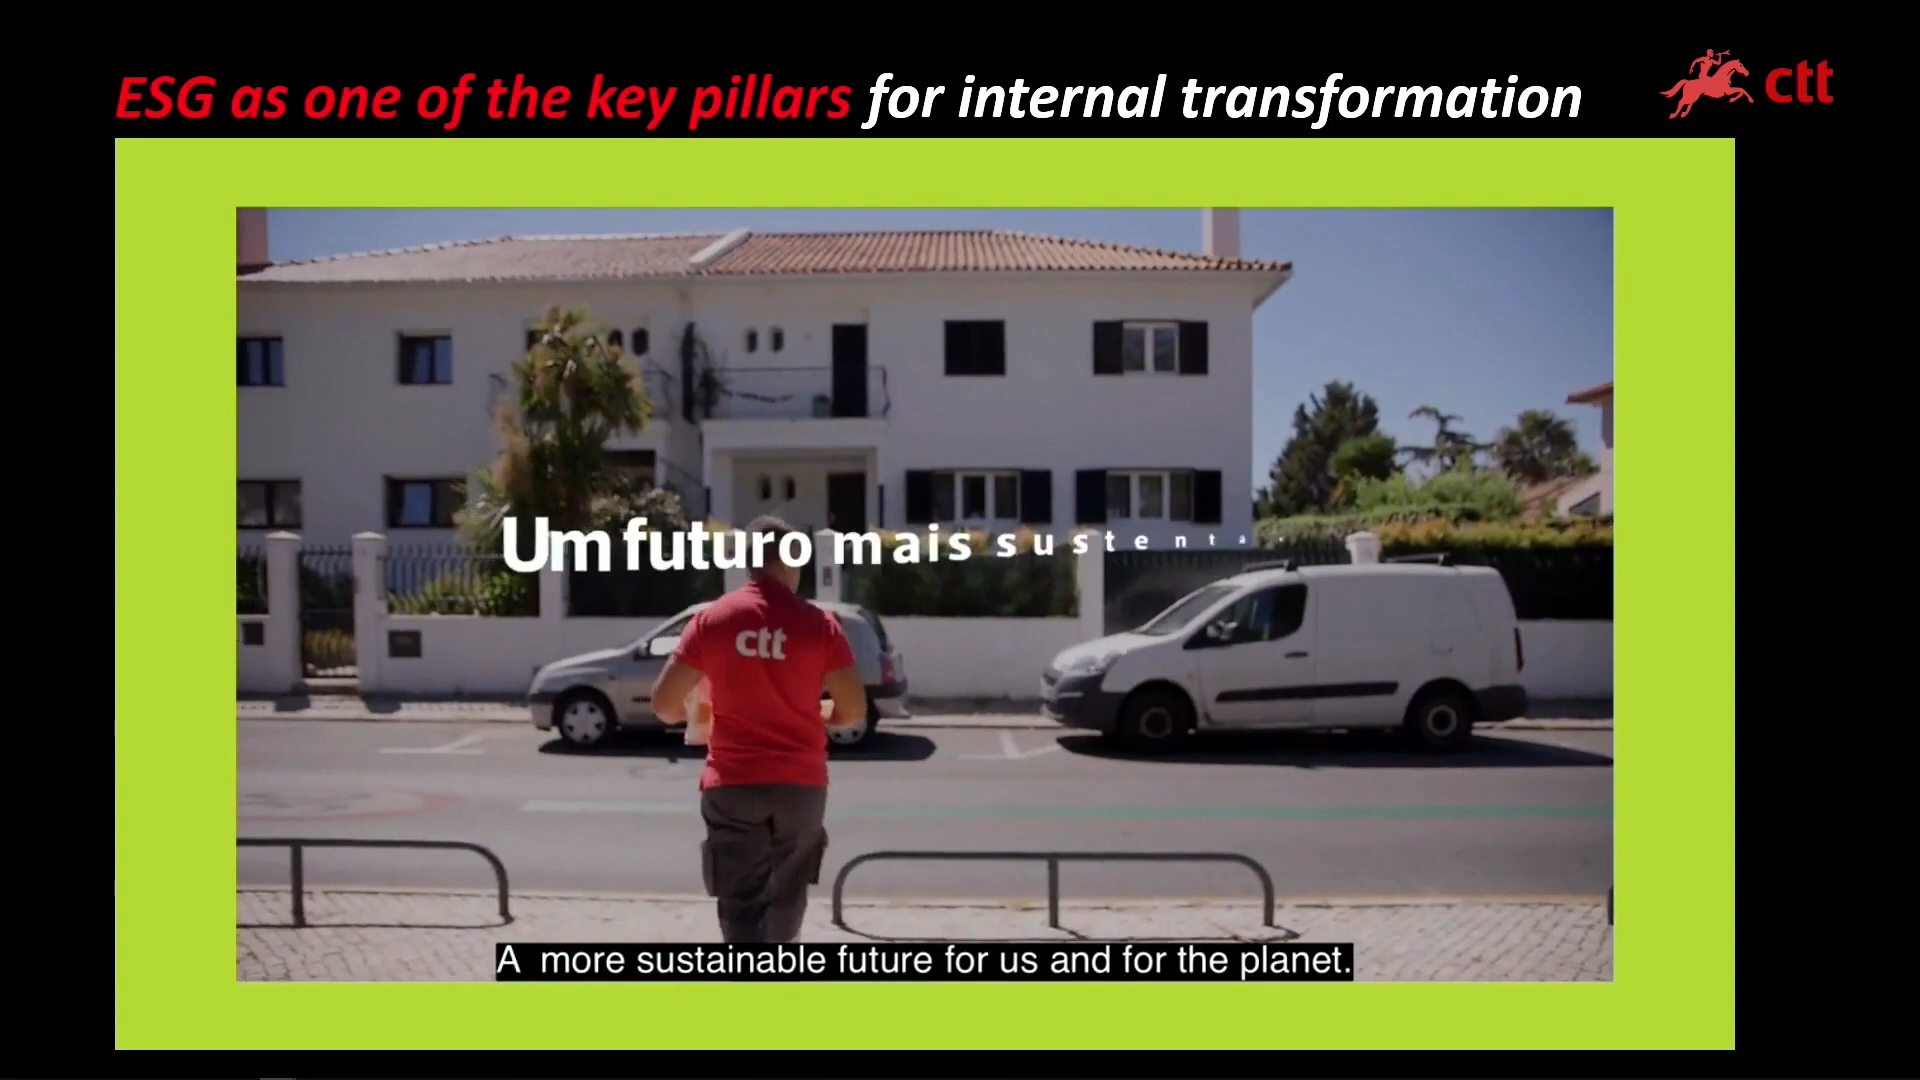 ESG as one of the key pillars for internal transformation
ctt
Um futuro mais sustentá
ctt
A more sustainable future for us and for the planet.